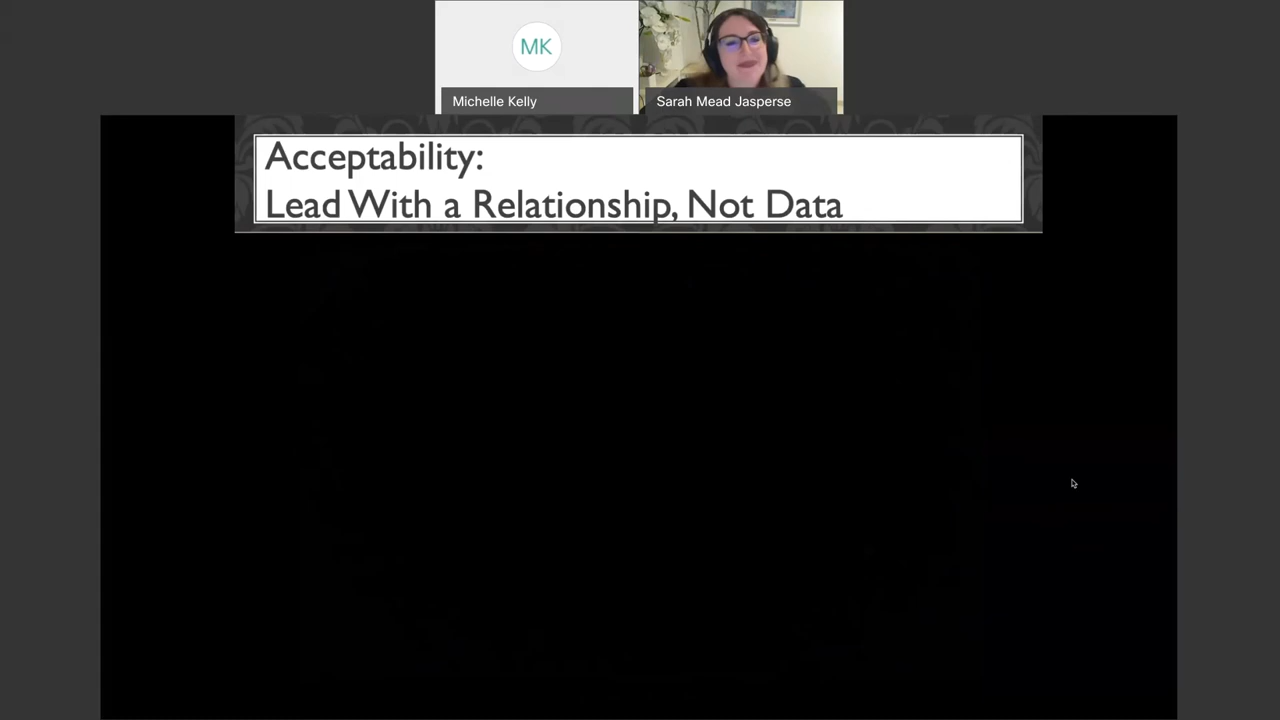 MK
Michelle Kelly
Sarah Mead Jasperse
Acceptability:
Lead With a Relationship, Not Data